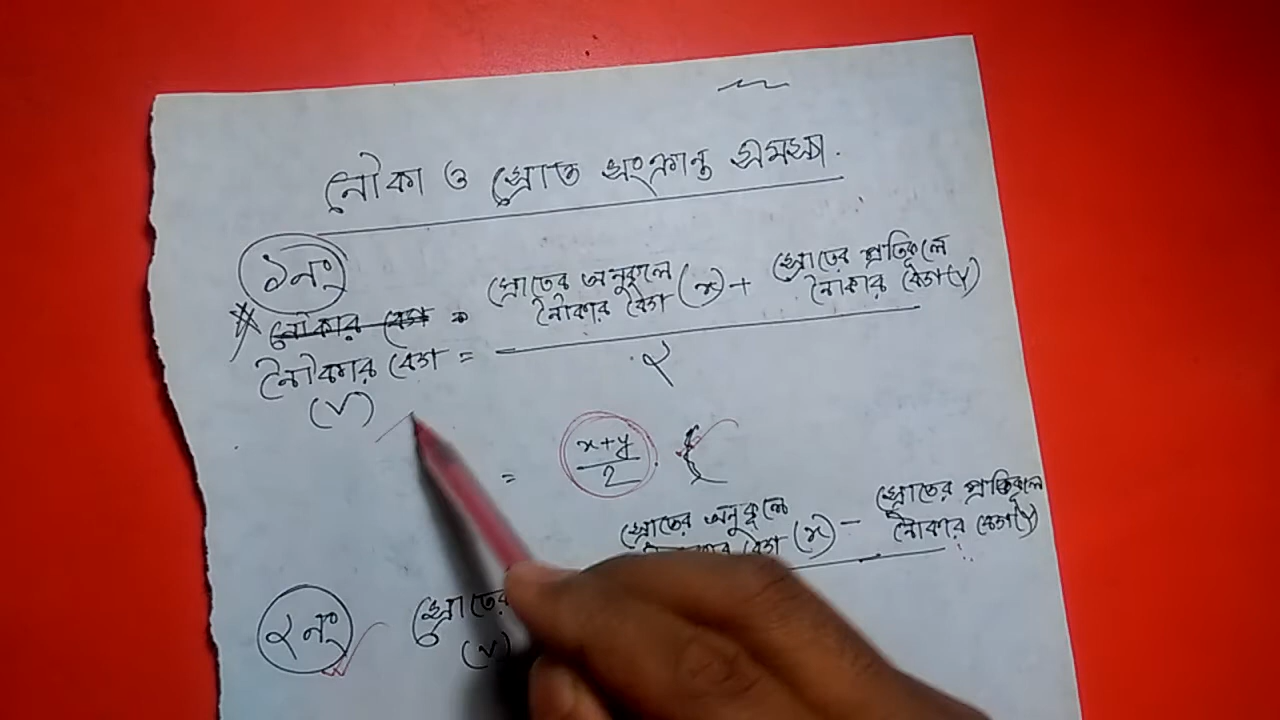 নৌকা ও স্রোত সংক্রান্ত সমস্যা.
১নং
নৌকার বেগ =
স্রোতের অনুকূলে স্রোতের প্রতিকূলে
নৌকার বেগ (x) + নৌকার বেগ (y)
নৌকার বেগ =
২
(v)
= x+y
2
স্রোতের অনুকূলে স্রোতের প্রতিকূলে
বেগ (x) - নৌকার বেগ (y)
২নং স্রোতের
(v)